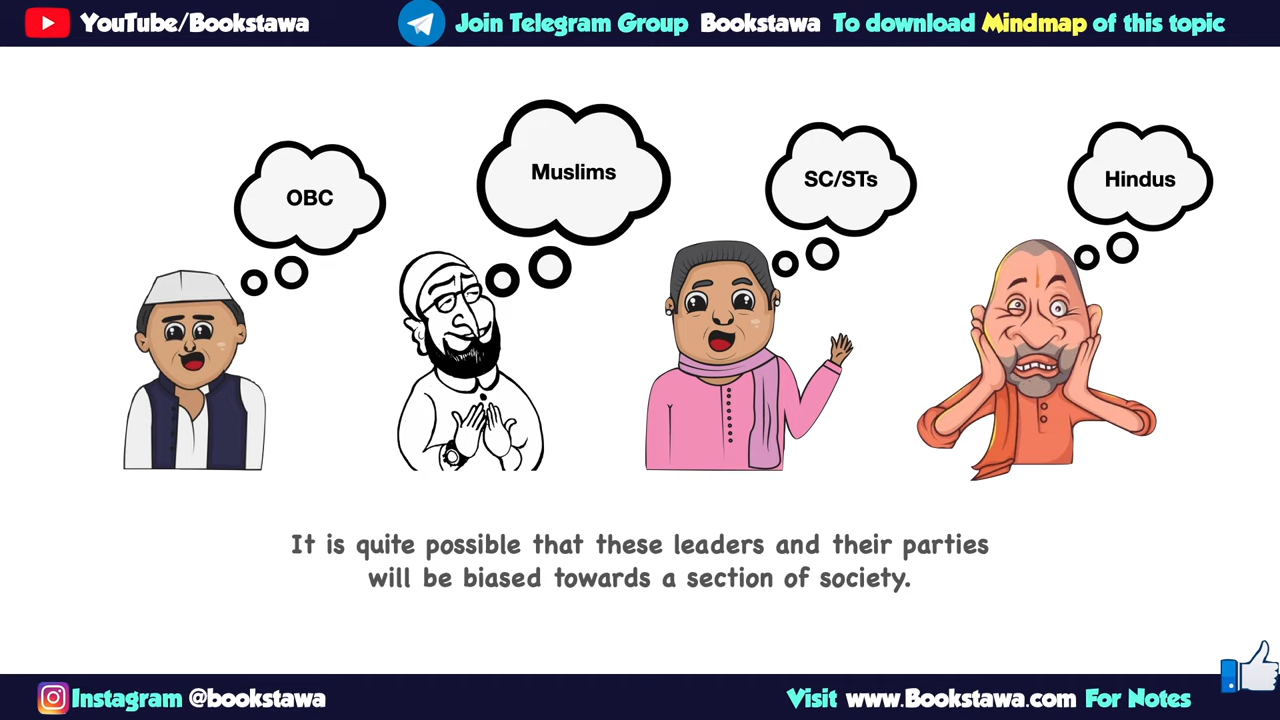 YouTube/Bookstawa
Join Telegram Group Bookstawa To download Mindmap of this topic
OBC
Muslims
SC/STs
Hindus
It is quite possible that these leaders and their parties
will be biased towards a section of society.
Instagram @bookstawa
Visit www.Bookstawa.com For Notes